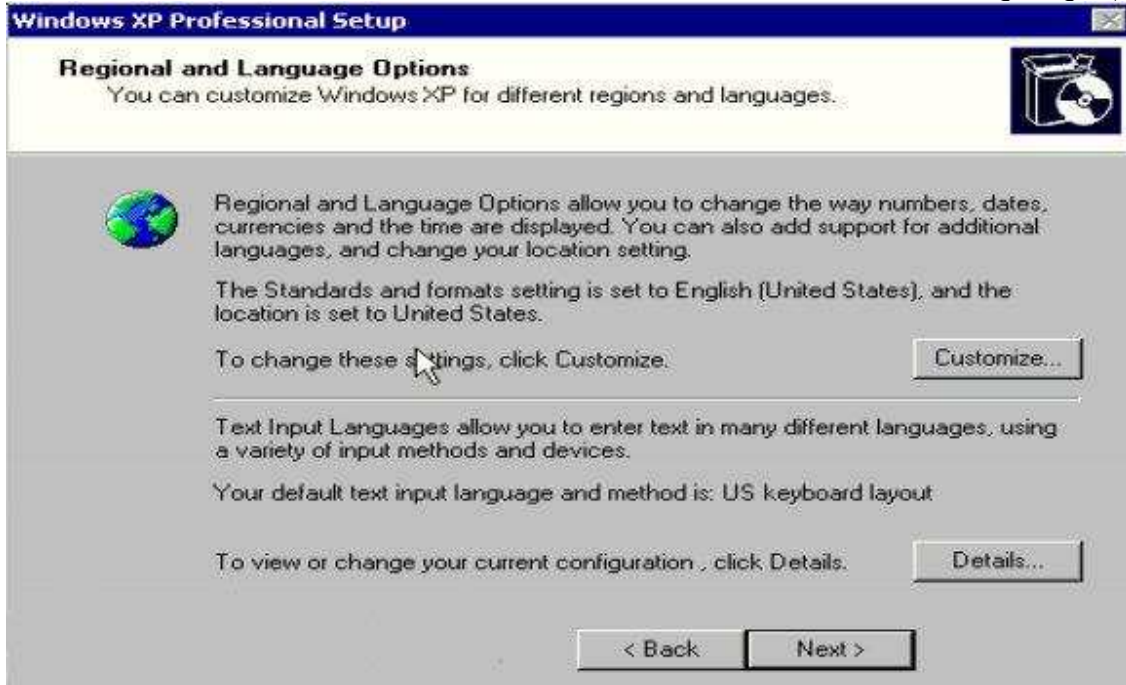 Windows XP Professional Setup
Regional and Language Options
You can customize Windows XP for different regions and languages.
Regional and Language Options allow you to change the way numbers, dates,
currencies and the time are displayed. You can also add support for additional
languages, and change your location setting.
The Standards and formats setting is set to English (United States), and the
location is set to United States.
To change these settings, click Customize.
Customize...
Text Input Languages allow you to enter text in many different languages, using
a variety of input methods and devices.
Your default text input language and method is: US keyboard layout
To view or change your current configuration , click Details.
Details...
< Back
Next >